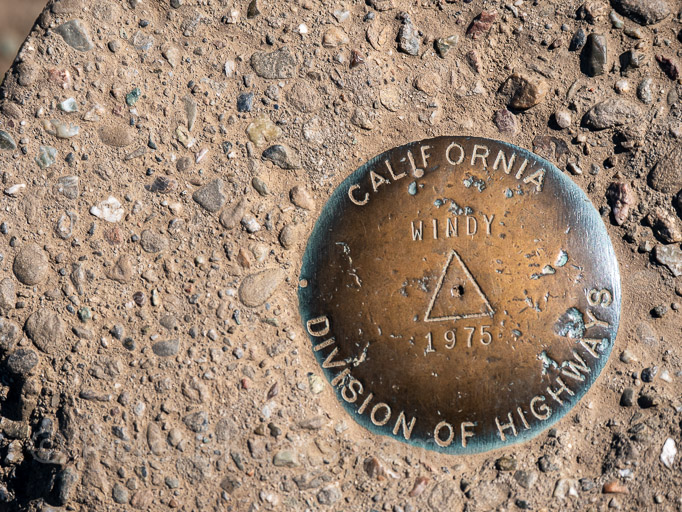 CALIFORNIA
WINDY
1975
DIVISION OF HIGHWAYS